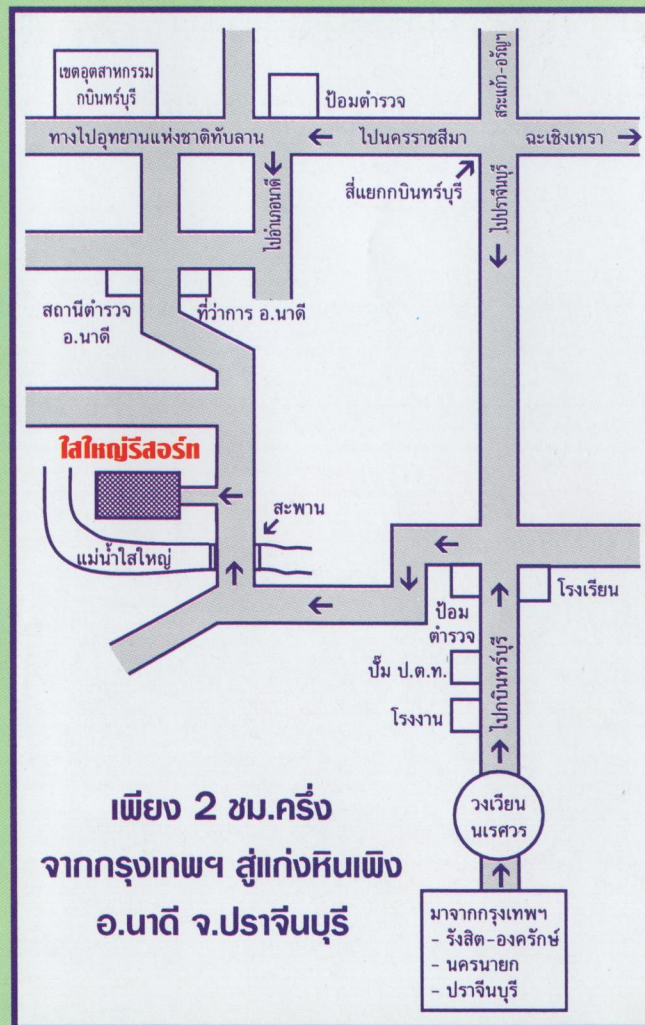 เขตอุตสาหกรรม
กบินทร์บุรี
ป้อมตำรวจ
สระแก้ว-อรัญฯ
ทางไปอุทยานแห่งชาติทับลาน
ไปนครราชสีมา
ฉะเชิงเทรา
สี่แยกกบินทร์บุรี
ไปปราจีนบุรี
ไปอำเภอนาดี
สถานีตำรวจ
อ.นาดี
ที่ว่าการ อ.นาดี
ใสใหญ่รีสอร์ท
สะพาน
แม่น้ำใสใหญ่
ป้อม
ตำรวจ
โรงเรียน
ปั๊ม ป.ต.ท.
ไปกบินทร์บุรี
โรงงาน
วงเวียน
นเรศวร
เพียง 2 ชม.ครึ่ง
จากกรุงเทพฯ สู่แก่งหินเพิง
อ.นาดี จ.ปราจีนบุรี
มาจากกรุงเทพฯ
- รังสิต-องครักษ์
- นครนายก
- ปราจีนบุรี